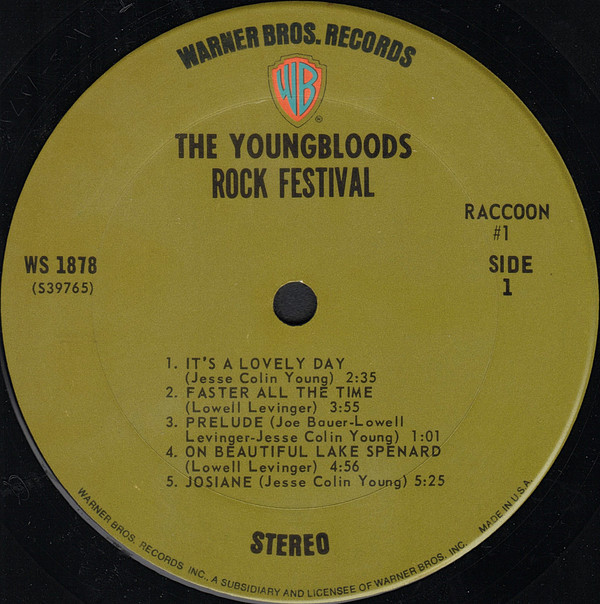 WARNER BROS. RECORDS
WB
®
THE YOUNGBLOODS
ROCK FESTIVAL
RACCOON
#1
WS 1878
(S39765)
SIDE
1
1. IT'S A LOVELY DAY
(Jesse Colin Young) 2:35
2. FASTER ALL THE TIME
(Lowell Levinger) 3:55
3. PRELUDE (Joe Bauer-Lowell
Levinger-Jesse Colin Young) 1:01
4. ON BEAUTIFUL LAKE SPENARD
(Lowell Levinger) 4:56
5. JOSIANE (Jesse Colin Young) 5:25
STEREO
WARNER BROS. RECORDS INC., A SUBSIDIARY AND LICENSEE OF WARNER BROS. INC. MADE IN U.S.A.